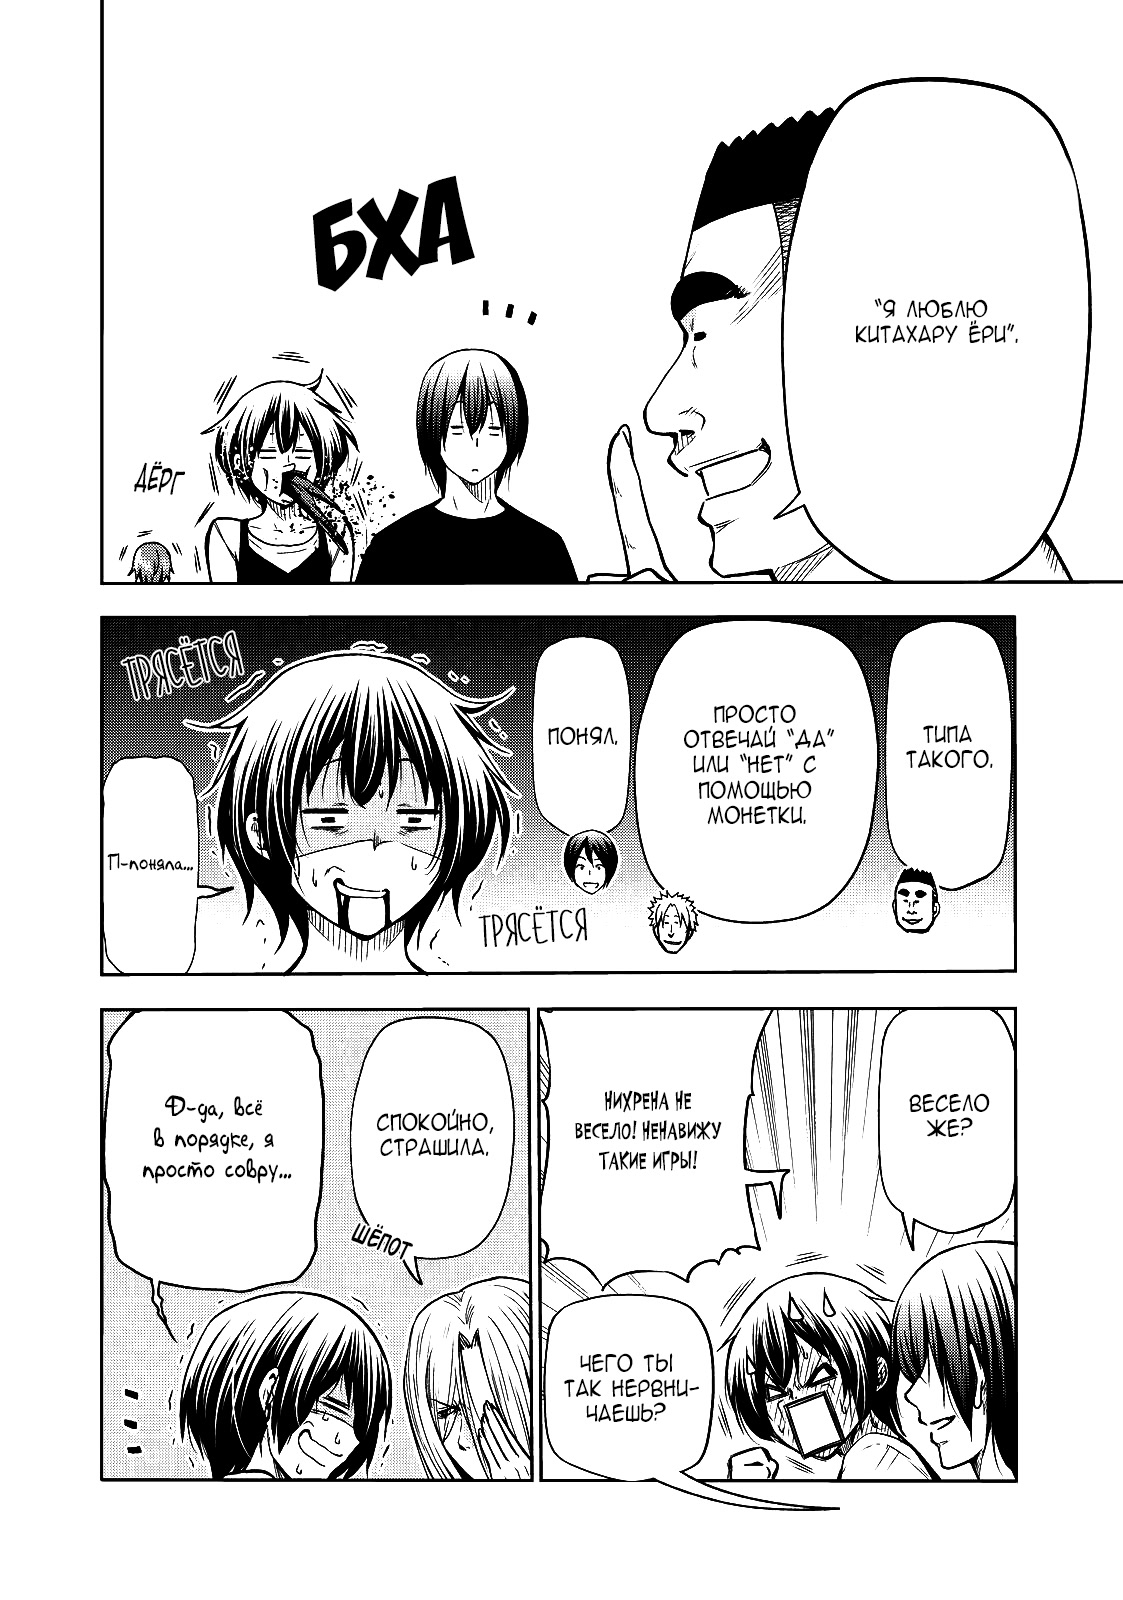 "Я ЛЮБЛЮ
КИТАХАРУ ЁРИ".
БХА
ДЁРГ
ТИПА
ТАКОГО.
ПРОСТО
ОТВЕЧАЙ "ДА"
ИЛИ "НЕТ" С
ПОМОЩЬЮ
МОНЕТКИ.
ПОНЯЛ.
ТРЯСЁТСЯ
ТРЯСЁТСЯ
П-поняла...
ВЕСЕЛО
ЖЕ?
НИХРЕНА НЕ
ВЕСЕЛО! НЕНАВИЖУ
ТАКИЕ ИГРЫ!
ЧЕГО ТЫ
ТАК НЕРВНИ-
ЧАЕШЬ?
СПОКОЙНО,
СТРАШИЛА.
ШЁПОТ
Д-да, всё
в порядке, я
просто совру...